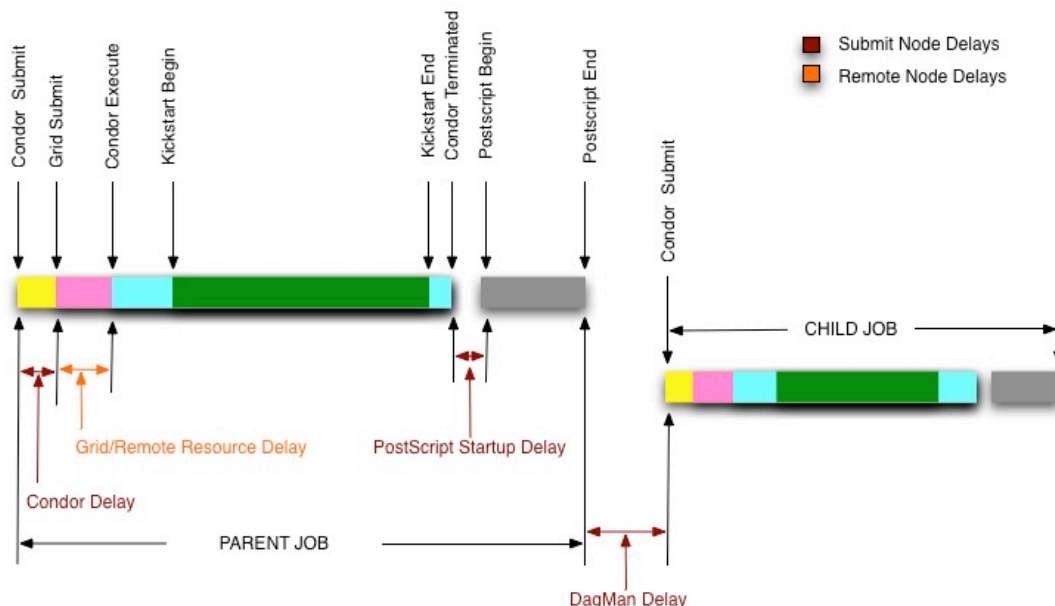 Condor Submit
Grid Submit
Condor Execute
Kickstart Begin
Kickstart End
Condor Terminated
Postscript Begin
Postscript End
Submit Node Delays
Remote Node Delays
Condor Submit
CHILD JOB
Grid/Remote Resource Delay
PostScript Startup Delay
Condor Delay
PARENT JOB
DagMan Delay